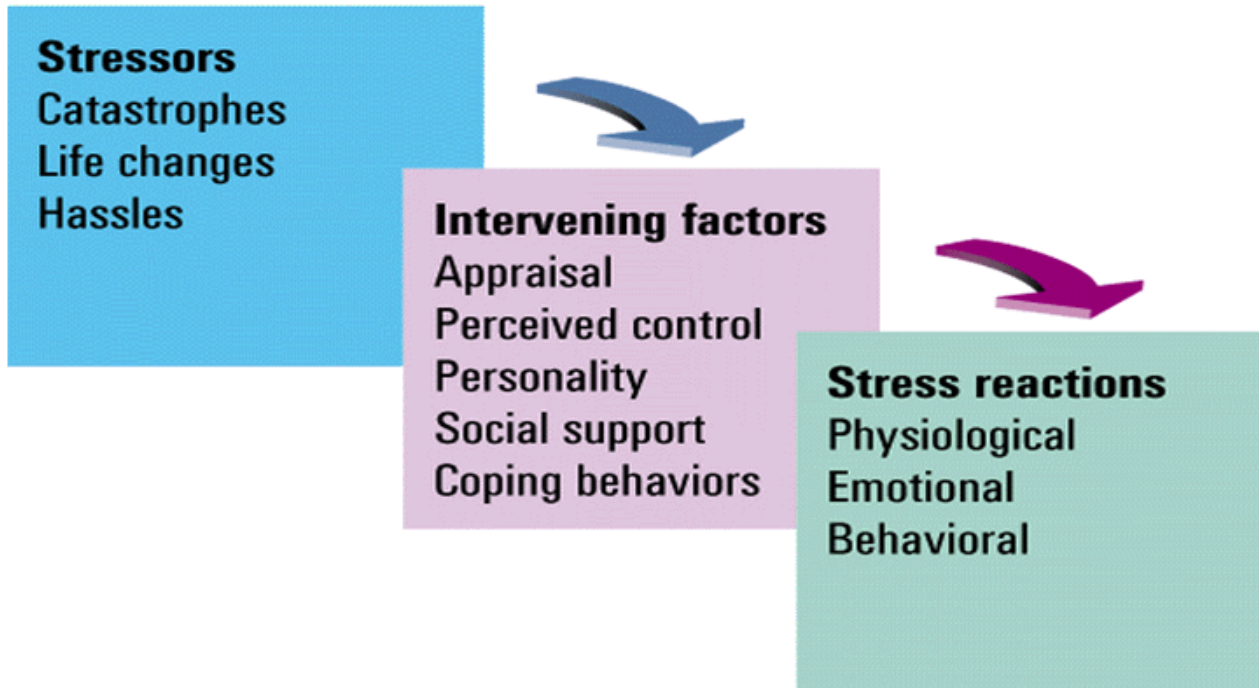 Stressors
Catastrophes
Life changes
Hassles
Intervening factors
Appraisal
Perceived control
Personality
Social support
Coping behaviors
Stress reactions
Physiological
Emotional
Behavioral